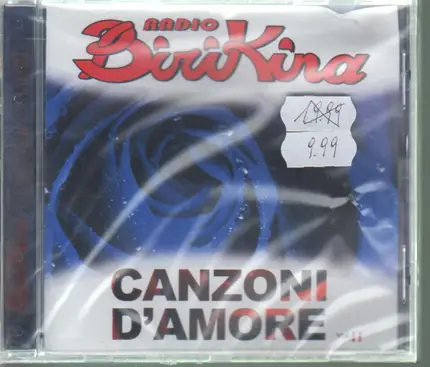 RADIO
BiriKina
19.99
9.99
CANZONI
D'AMORE